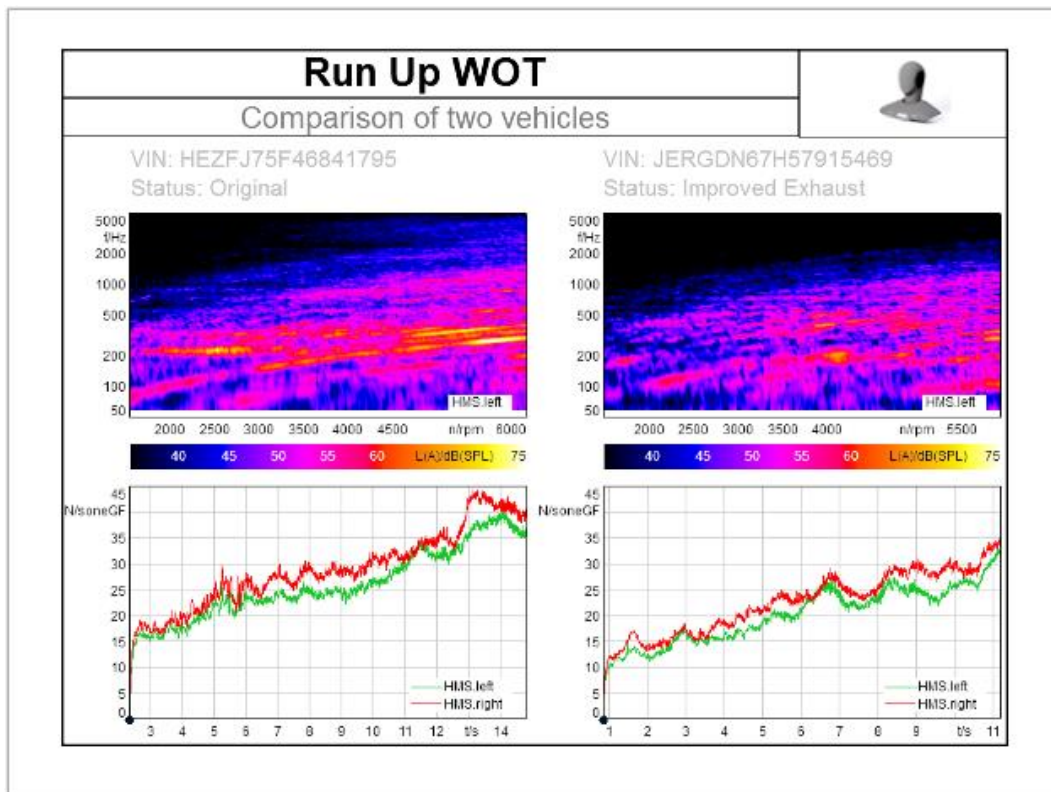 Run Up WOT
Comparison of two vehicles
VIN: HEZFJ75F46841795
Status: Original
VIN: JERGDN67H57915469
Status: Improved Exhaust
5000
f/Hz
2000
1000
500
200
100
50
HMS.left
2000 2500 3000 3500 4000 4500 n/rpm 6000
40 45 50 55 60 L(A)/dB(SPL) 75
5000
f/Hz
2000
1000
500
200
100
50
HMS.left
2000 2500 3000 3500 4000 n/rpm 5500
40 45 50 55 60 L(A)/dB(SPL) 75
45
N/soneGF
35
30
25
20
15
10
5
0
HMS.left
HMS.right
3 4 5 6 7 8 9 10 11 12 t/s 14
45
N/soneGF
35
30
25
20
15
10
5
0
HMS.left
HMS.right
1 2 3 4 5 6 7 8 9 t/s 11